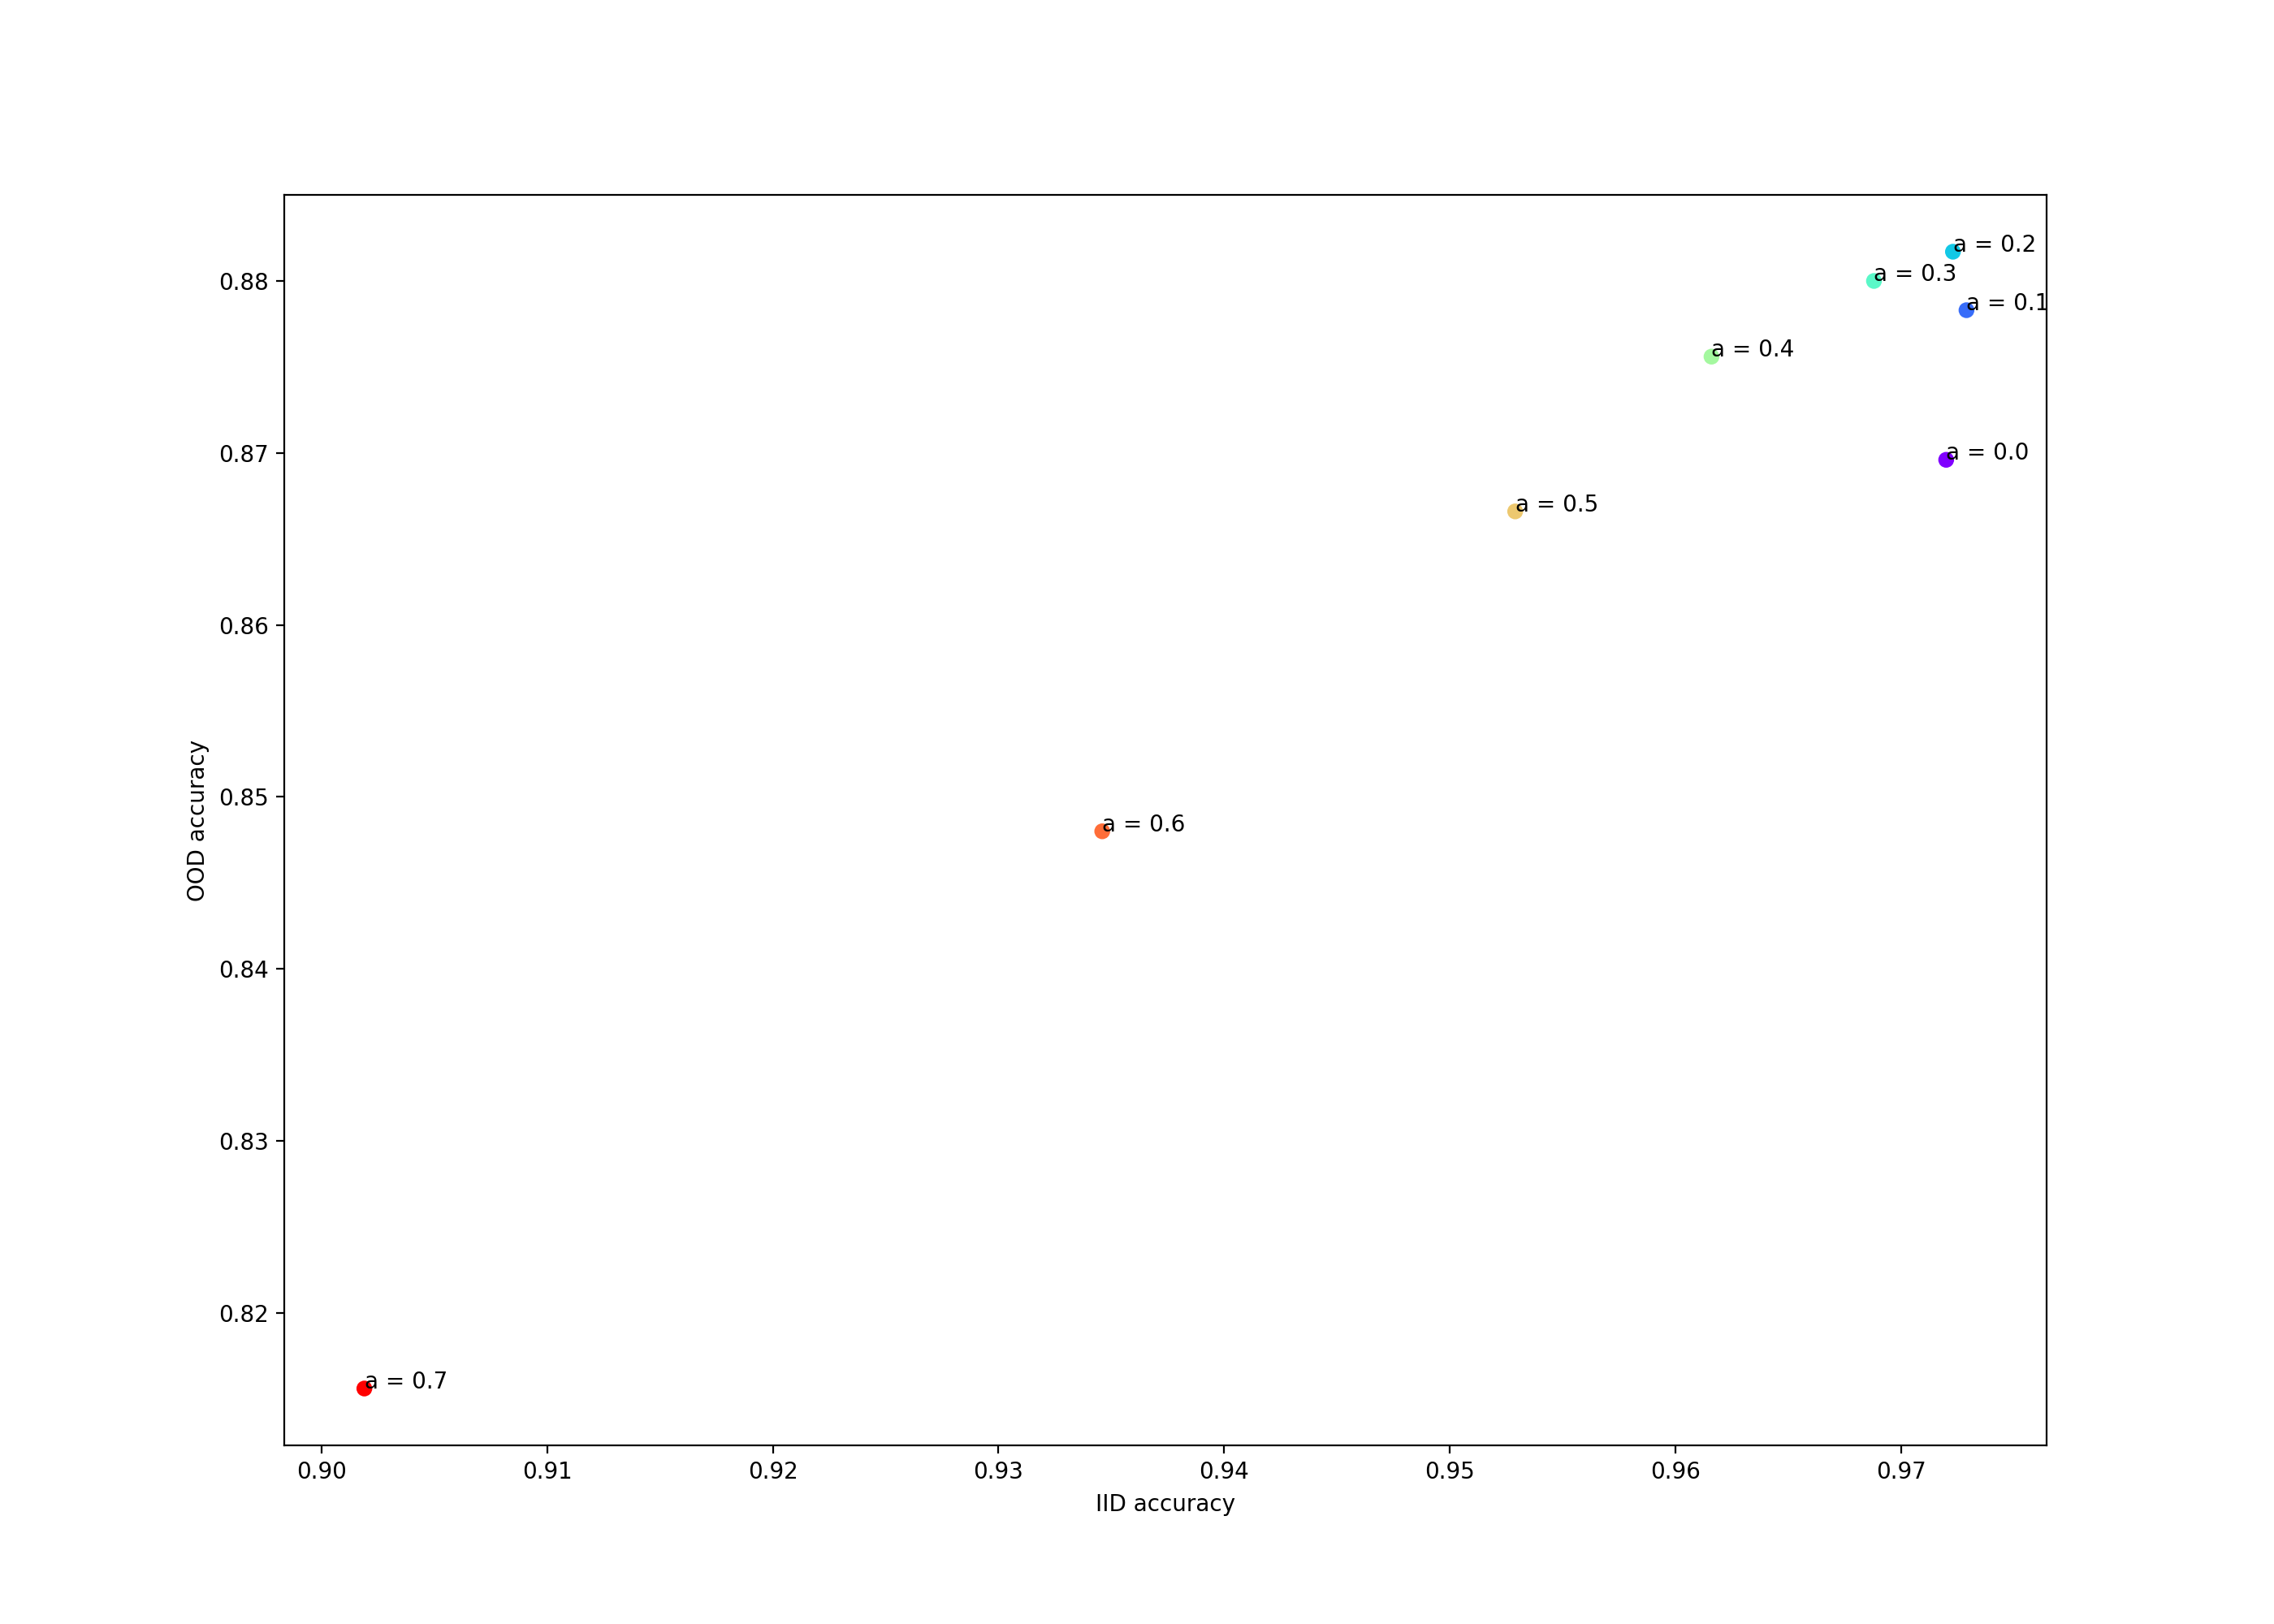 a = 0.2
a = 0.3
a = 0.1
a = 0.4
a = 0.0
a = 0.5
a = 0.6
a = 0.7
0.88
0.87
0.86
0.85
0.84
0.83
0.82
OOD accuracy
0.90 0.91 0.92 0.93 0.94 0.95 0.96 0.97
IID accuracy